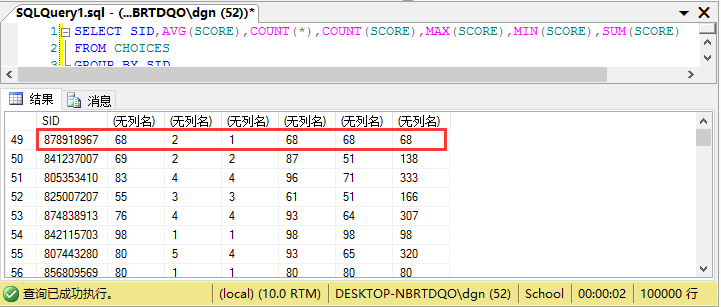 SQLQuery1.sql - (...BRTDQO\dgn (52))*
1 SELECT SID,AVG(SCORE),COUNT(*),COUNT(SCORE),MAX(SCORE),MIN(SCORE),SUM(SCORE)
2 FROM CHOICES
3 GROUP BY SID
结果 消息
SID (无列名) (无列名) (无列名) (无列名) (无列名) (无列名)
49 878918967 68 2 1 68 68 68
50 841237007 69 2 2 87 51 138
51 805353410 83 4 4 96 71 333
52 825007207 55 3 3 61 51 166
53 874838913 76 4 4 93 64 307
54 842115703 98 1 1 98 98 98
55 807443280 80 5 4 93 65 320
56 856809569 80 1 1 80 80 80
查询已成功执行。 (local) (10.0 RTM) DESKTOP-NBRTDQO\dgn (52) School 00:00:02 100000 行